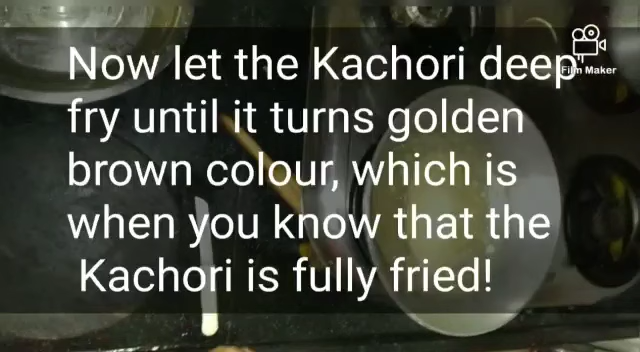 Now let the Kachori deep
Film Maker
fry until it turns golden
brown colour, which is
when you know that the
Kachori is fully fried!